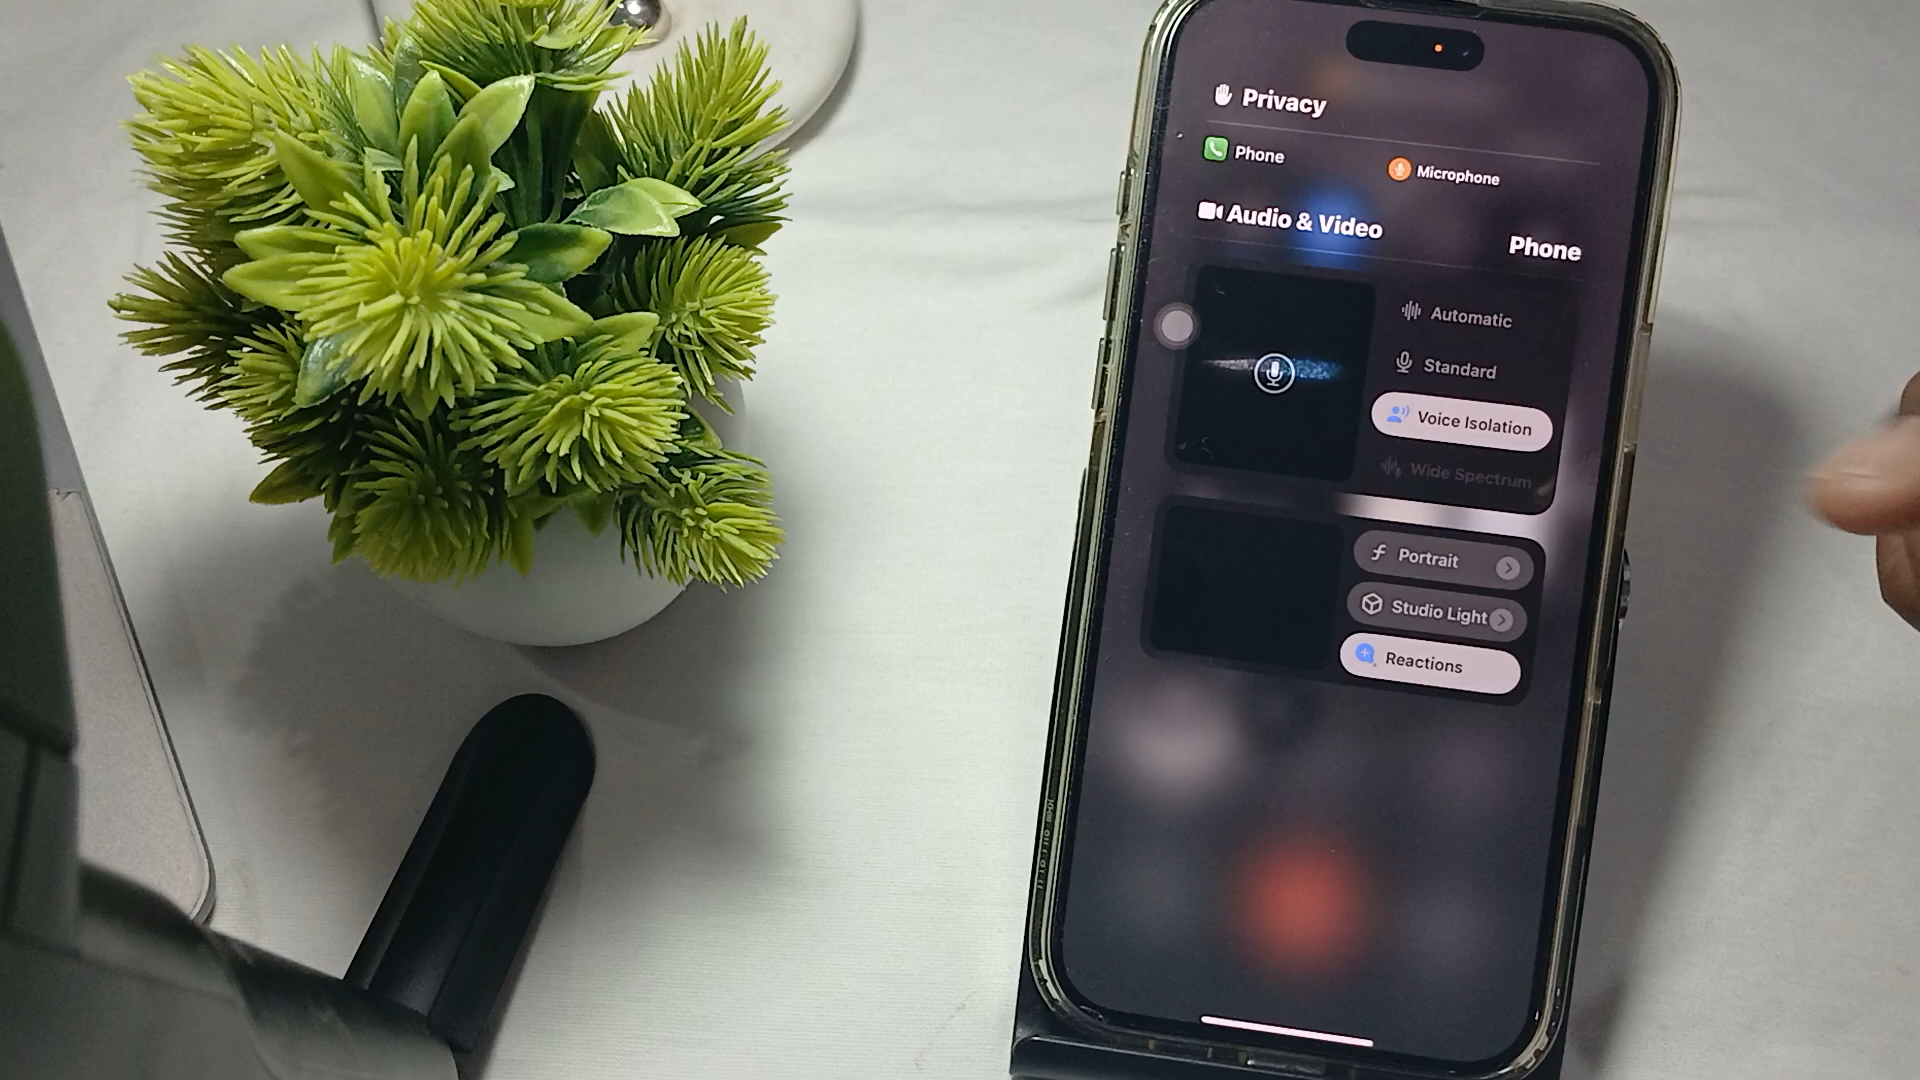 Privacy
Phone
Microphone
Audio & Video
Phone
Automatic
Standard
Voice Isolation
Wide Spectrum
Portrait
Studio Light
Reactions